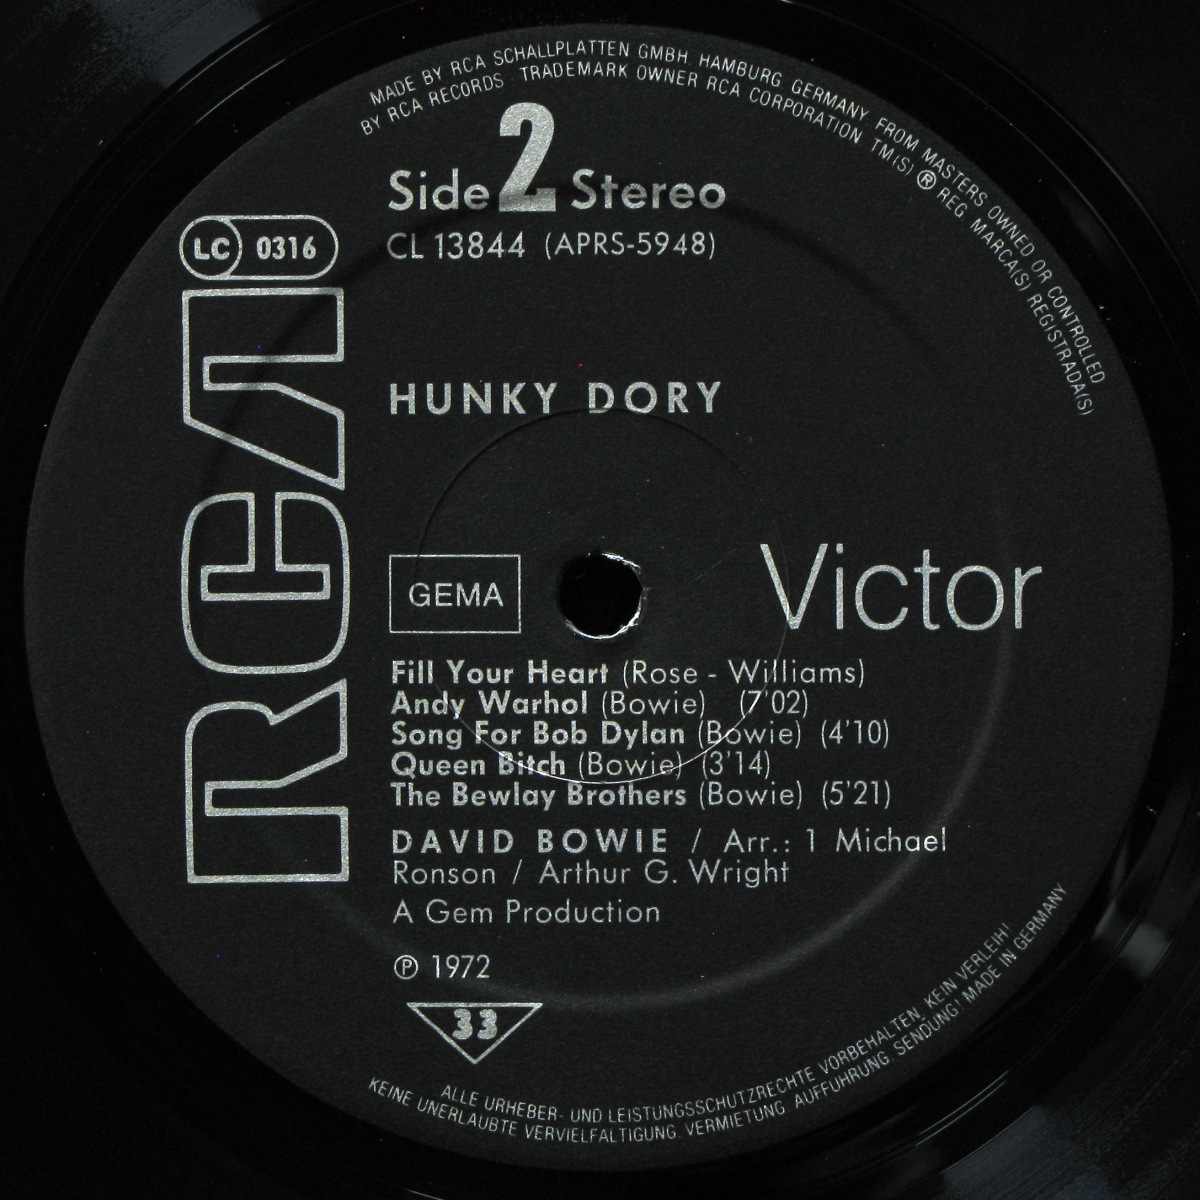 MADE BY RCA SCHALLPLATTEN GMBH. HAMBURG. GERMANY FROM MASTERS OWNED OR CONTROLLED
BY RCA RECORDS TRADEMARK OWNER RCA CORPORATION TM(S) ® REG. MARCA(S) REGISTRADA(S)
Side 2 Stereo
LC 0316
CL 13844 (APRS-5948)
HUNKY DORY
RCA
GEMA
Victor
Fill Your Heart (Rose - Williams)
Andy Warhol (Bowie) (7'02)
Song For Bob Dylan (Bowie) (4'10)
Queen Bitch (Bowie) (3'14)
The Bewlay Brothers (Bowie) (5'21)
DAVID BOWIE / Arr.: 1 Michael
Ronson / Arthur G. Wright
A Gem Production
℗ 1972
33
ALLE URHEBER- UND LEISTUNGSSCHUTZRECHTE VORBEHALTEN. KEIN VERLEIH!
KEINE UNERLAUBTE VERVIELFALTIGUNG. VERMIETUNG. AUFFUHRUNG. SENDUNG! MADE IN GERMANY